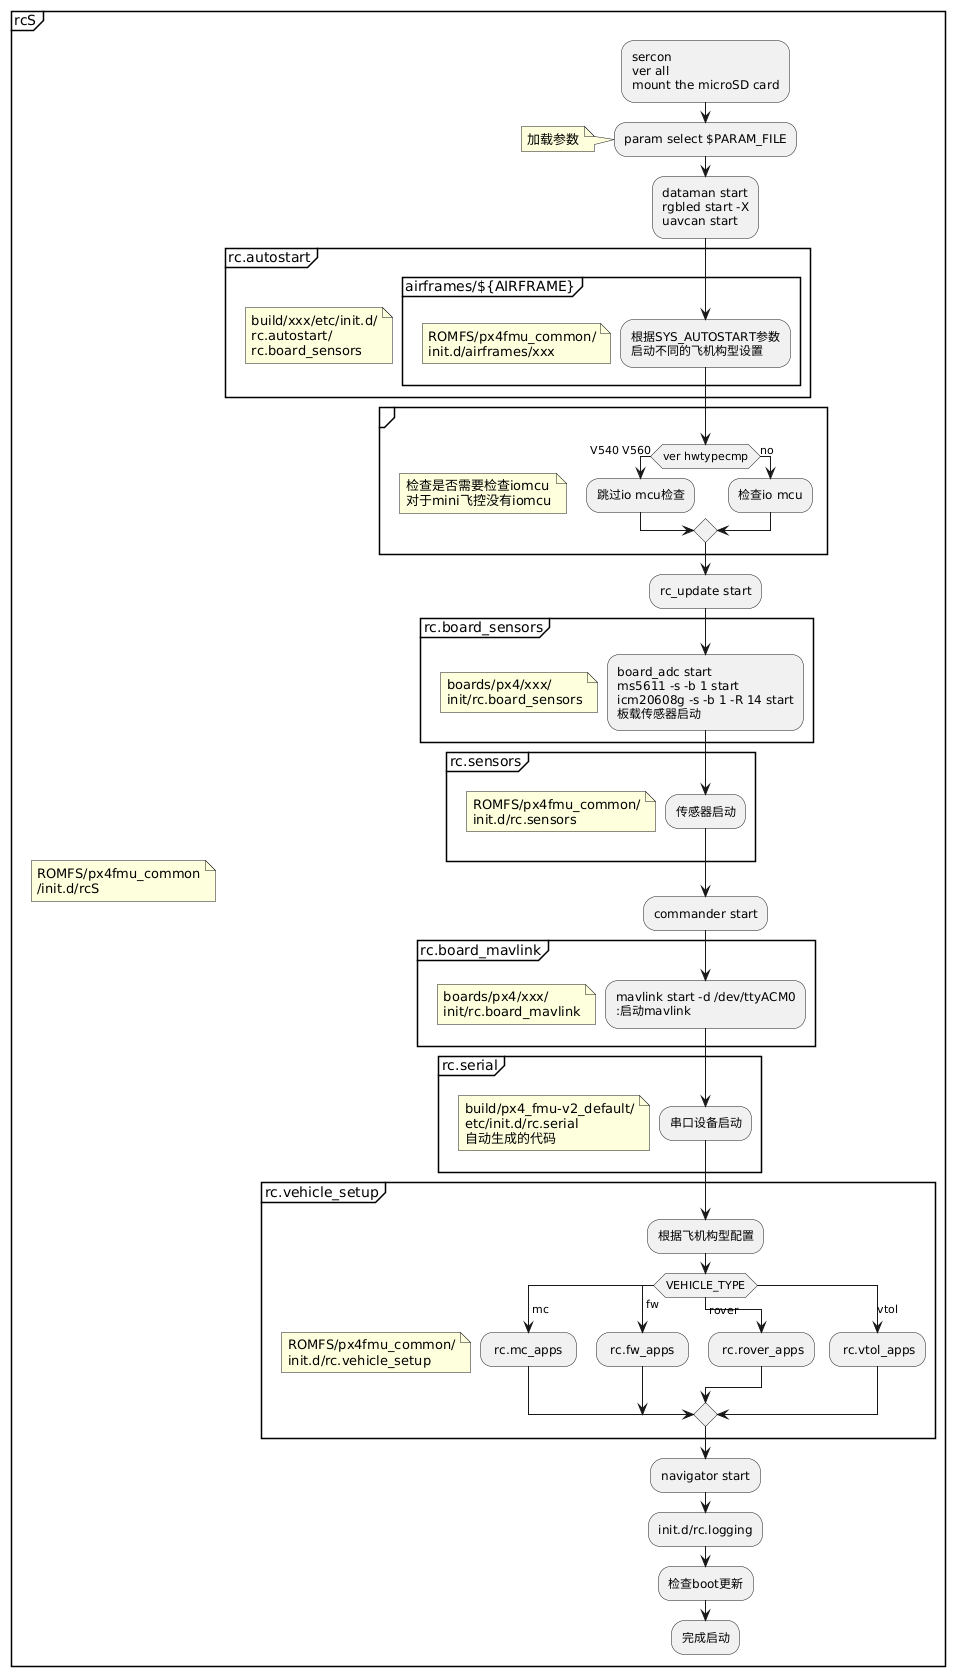 rcS
sercon
ver all
mount the microSD card
加载参数
param select $PARAM_FILE
dataman start
rgbled start -X
uavcan start
rc.autostart
airframes/${AIRFRAME}
build/xxx/etc/init.d/
rc.autostart/
rc.board_sensors
ROMFS/px4fmu_common/
init.d/airframes/xxx
根据SYS_AUTOSTART参数
启动不同的飞机构型设置
ver hwtypecmp
V540 V560
no
检查是否需要检查iomcu
对于mini飞控没有iomcu
跳过io mcu检查
检查io mcu
rc_update start
rc.board_sensors
boards/px4/xxx/
init/rc.board_sensors
board_adc start
ms5611 -s -b 1 start
icm20608g -s -b 1 -R 14 start
板载传感器启动
rc.sensors
ROMFS/px4fmu_common/
init.d/rc.sensors
传感器启动
ROMFS/px4fmu_common
/init.d/rcS
commander start
rc.board_mavlink
boards/px4/xxx/
init/rc.board_mavlink
mavlink start -d /dev/ttyACM0
:启动mavlink
rc.serial
build/px4_fmu-v2_default/
etc/init.d/rc.serial
自动生成的代码
串口设备启动
rc.vehicle_setup
根据飞机构型配置
VEHICLE_TYPE
mc
fw
rover
vtol
ROMFS/px4fmu_common/
init.d/rc.vehicle_setup
rc.mc_apps
rc.fw_apps
rc.rover_apps
rc.vtol_apps
navigator start
init.d/rc.logging
检查boot更新
完成启动